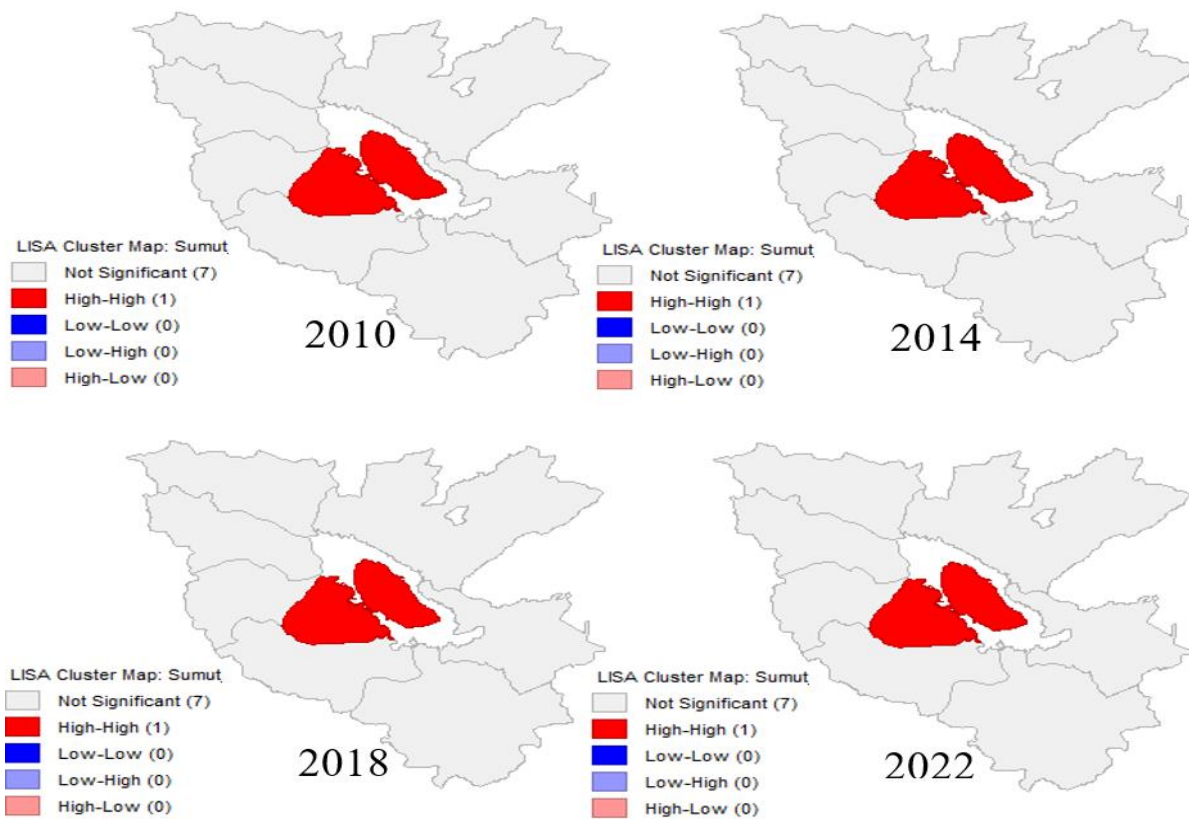 LISA Cluster Map: Sumut
Not Significant (7)
High-High (1)
Low-Low (0)
Low-High (0)
High-Low (0)
2010
LISA Cluster Map: Sumut
Not Significant (7)
High-High (1)
Low-Low (0)
Low-High (0)
High-Low (0)
2014
LISA Cluster Map: Sumut
Not Significant (7)
High-High (1)
Low-Low (0)
Low-High (0)
High-Low (0)
2018
LISA Cluster Map: Sumut
Not Significant (7)
High-High (1)
Low-Low (0)
Low-High (0)
High-Low (0)
2022